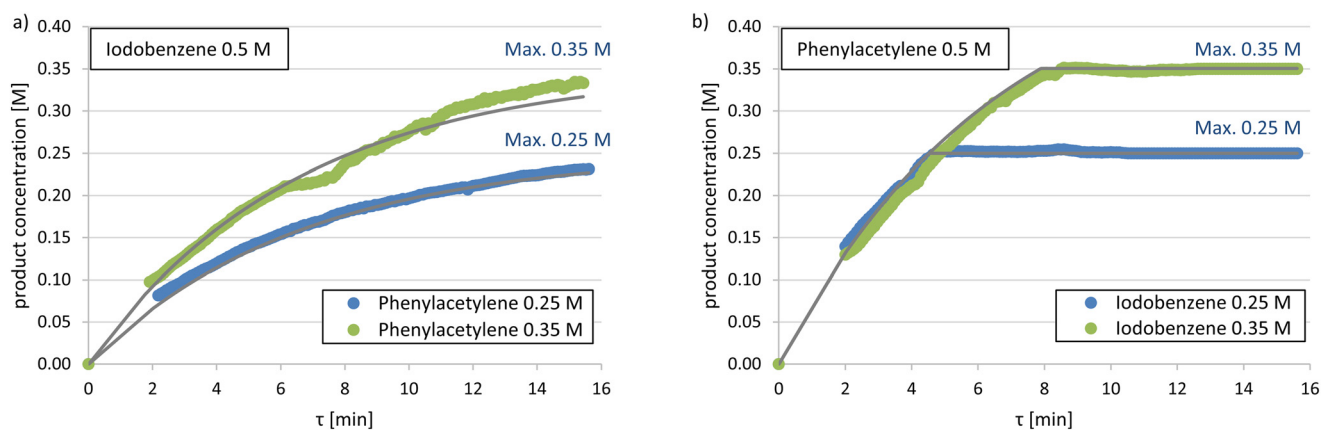 a)
Iodobenzene 0.5 M
Max. 0.35 M
Max. 0.25 M
product concentration [M]
0.40
0.35
0.30
0.25
0.20
0.15
0.10
0.05
0.00
Phenylacetylene 0.25 M
Phenylacetylene 0.35 M
0 2 4 6 8 10 12 14 16
τ [min]
b)
Phenylacetylene 0.5 M
Max. 0.35 M
Max. 0.25 M
product concentration [M]
0.40
0.35
0.30
0.25
0.20
0.15
0.10
0.05
0.00
Iodobenzene 0.25 M
Iodobenzene 0.35 M
0 2 4 6 8 10 12 14 16
τ [min]